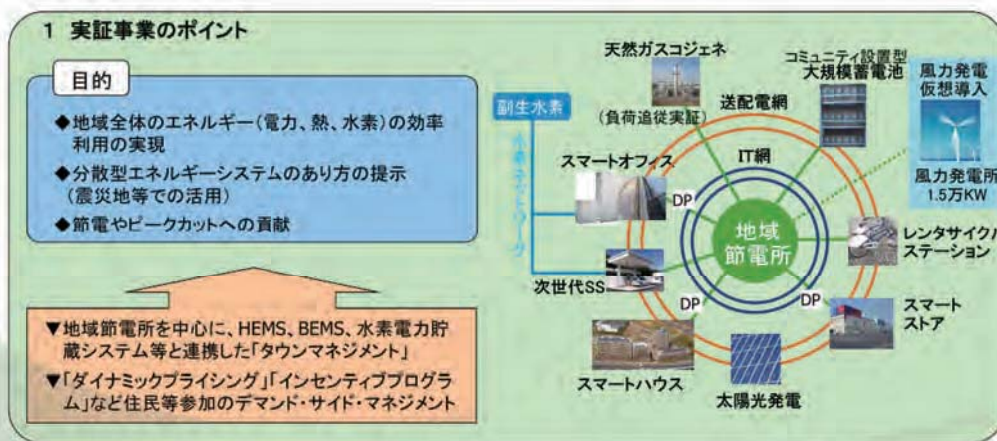 1 実証事業のポイント
目的
◆地域全体のエネルギー(電力、熱、水素)の効率
利用の実現
◆分散型エネルギーシステムのあり方の提示
(震災地等での活用)
◆節電やピークカットへの貢献
▼地域節電所を中心に、HEMS、BEMS、水素電力貯
蔵システム等と連携した「タウンマネジメント」
▼「ダイナミックプライシング」「インセンティブプログラ
ム」など住民等参加のデマンド・サイド・マネジメント
天然ガスコジェネ
(負荷追従実証)
コミュニティ設置型
大規模蓄電池
風力発電
仮想導入
風力発電所
1.5万KW
副生水素
水素ネットワーク
送配電網
IT網
スマートオフィス
DP
地域
節電所
レンタサイクル
ステーション
次世代SS
DP
DP
スマート
ストア
スマートハウス
太陽光発電